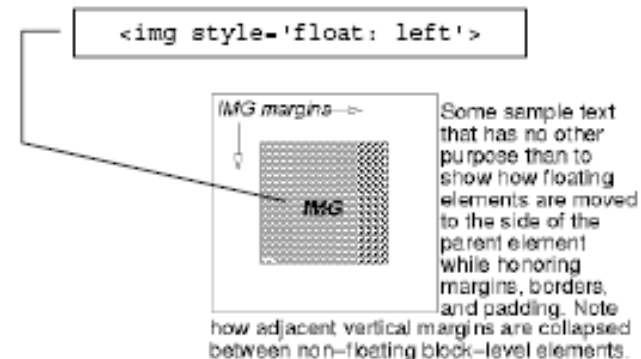 <img style='float: left'>
IMG margins
IMG
Some sample text
that has no other
purpose than to
show how floating
elements are moved
to the side of the
parent element
while honoring
margins, borders,
and padding. Note
how adjacent vertical margins are collapsed
between non-floating block-level elements.